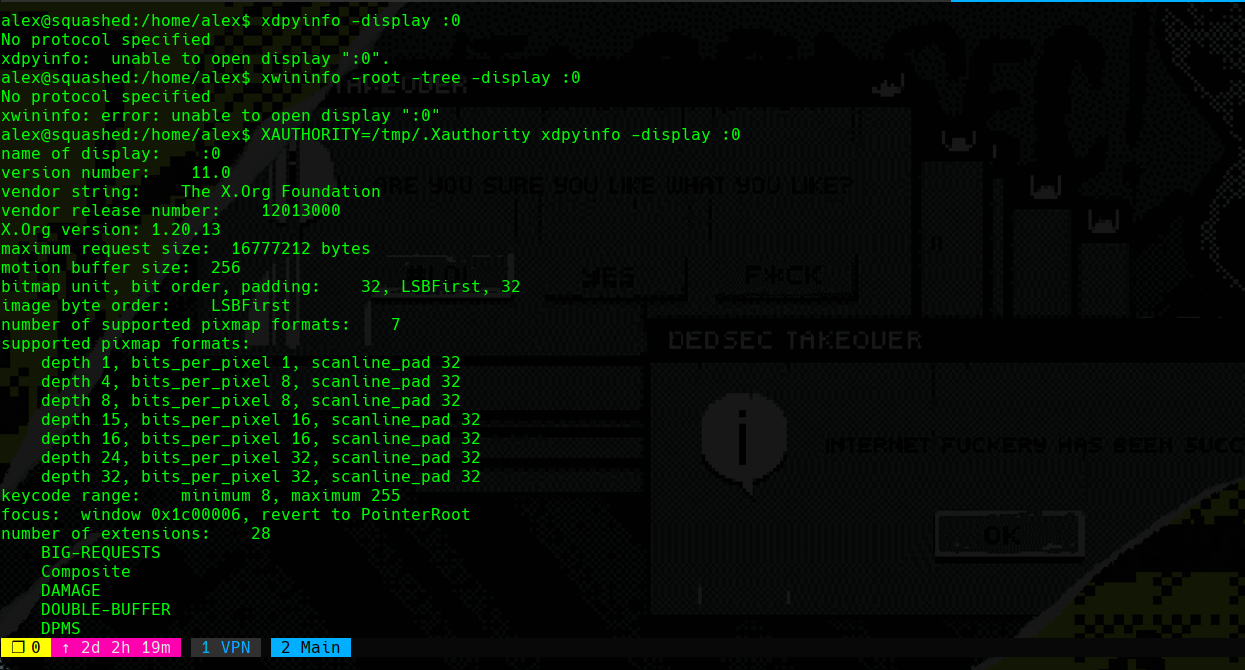 alex@squashed:/home/alex$ xdpyinfo -display :0
No protocol specified
xdpyinfo:  unable to open display ":0".
alex@squashed:/home/alex$ xwininfo -root -tree -display :0
No protocol specified
TAKEOVER
xwininfo: error: unable to open display ":0"
alex@squashed:/home/alex$ XAUTHORITY=/tmp/.Xauthority xdpyinfo -display :0
name of display:    :0
version number:    11.0
vendor string:    The X.Org Foundation
ARE YOU SURE YOU LIKE WHAT YOU LIKE?
vendor release number:    12013000
X.Org version: 1.20.13
maximum request size:  16777212 bytes
motion buffer size:  256
YES
F*CK
bitmap unit, bit order, padding:    32, LSBFirst, 32
image byte order:    LSBFirst
number of supported pixmap formats:    7
supported pixmap formats:
DEDSEC TAKEOVER
    depth 1, bits_per_pixel 1, scanline_pad 32
    depth 4, bits_per_pixel 8, scanline_pad 32
    depth 8, bits_per_pixel 8, scanline_pad 32
    depth 15, bits_per_pixel 16, scanline_pad 32
    depth 16, bits_per_pixel 16, scanline_pad 32
INTERNET FUCKERY HAS BEEN SUCC
    depth 24, bits_per_pixel 32, scanline_pad 32
    depth 32, bits_per_pixel 32, scanline_pad 32
keycode range:    minimum 8, maximum 255
focus:  window 0x1c00006, revert to PointerRoot
number of extensions:    28
OK
    BIG-REQUESTS
    Composite
    DAMAGE
    DOUBLE-BUFFER
    DPMS
❐ 0 ↑ 2d 2h 19m 1 VPN 2 Main